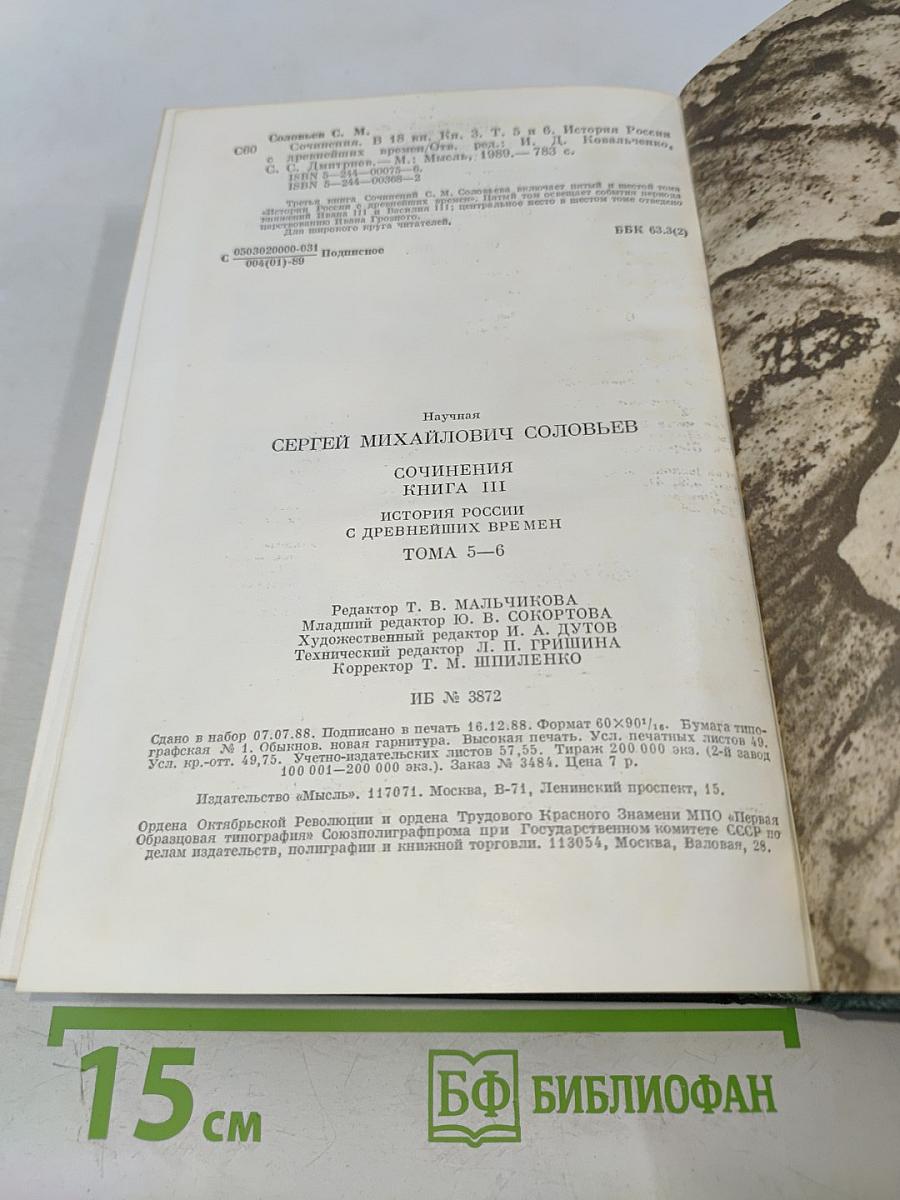 Соловьев С. М.
С60 Сочинения. В 18 кн. Кн. 3. Т. 5 и 6. История России
с древнейших времен/Отв. ред.: И. Д. Ковальченко,
С. С. Дмитриев.— М.: Мысль, 1989.— 783 с.
ISBN 5—244—00075—6.
ISBN 5—244—00368—2
Третья книга Сочинений С. М. Соловьева включает пятый и шестой тома
«Истории России с древнейших времен». Пятый том освещает события периода
княжений Ивана III и Василия III; центральное место в шестом томе отведено
царствованию Ивана Грозного.
Для широкого круга читателей.
С 0503020000-031 Подписное
004(01)-89
ББК 63.3(2)
Научная
СЕРГЕЙ МИХАЙЛОВИЧ СОЛОВЬЕВ
СОЧИНЕНИЯ
КНИГА III
ИСТОРИЯ РОССИИ
С ДРЕВНЕЙШИХ ВРЕМЕН
ТОМА 5—6
Редактор Т. В. МАЛЬЧИКОВА
Младший редактор Ю. В. СОКОРТОВА
Художественный редактор И. А. ДУТОВ
Технический редактор Л. П. ГРИШИНА
Корректор Т. М. ШПИЛЕНКО
ИБ № 3872
Сдано в набор 07.07.88. Подписано в печать 16.12.88. Формат 60×90¹/₁₆. Бумага типо-
графская № 1. Обыкнов. новая гарнитура. Высокая печать. Усл. печатных листов 49.
Усл. кр.-отт. 49,75. Учетно-издательских листов 57,55. Тираж 200 000 экз. (2-й завод
100 001—200 000 экз.). Заказ № 3484. Цена 7 р.
Издательство «Мысль». 117071. Москва, В-71, Ленинский проспект, 15.
Ордена Октябрьской Революции и ордена Трудового Красного Знамени МПО «Первая
Образцовая типография» Союзполиграфпрома при Государственном комитете СССР по
делам издательств, полиграфии и книжной торговли. 113054, Москва, Валовая, 28.
15 см
БФ БИБЛИОФАН